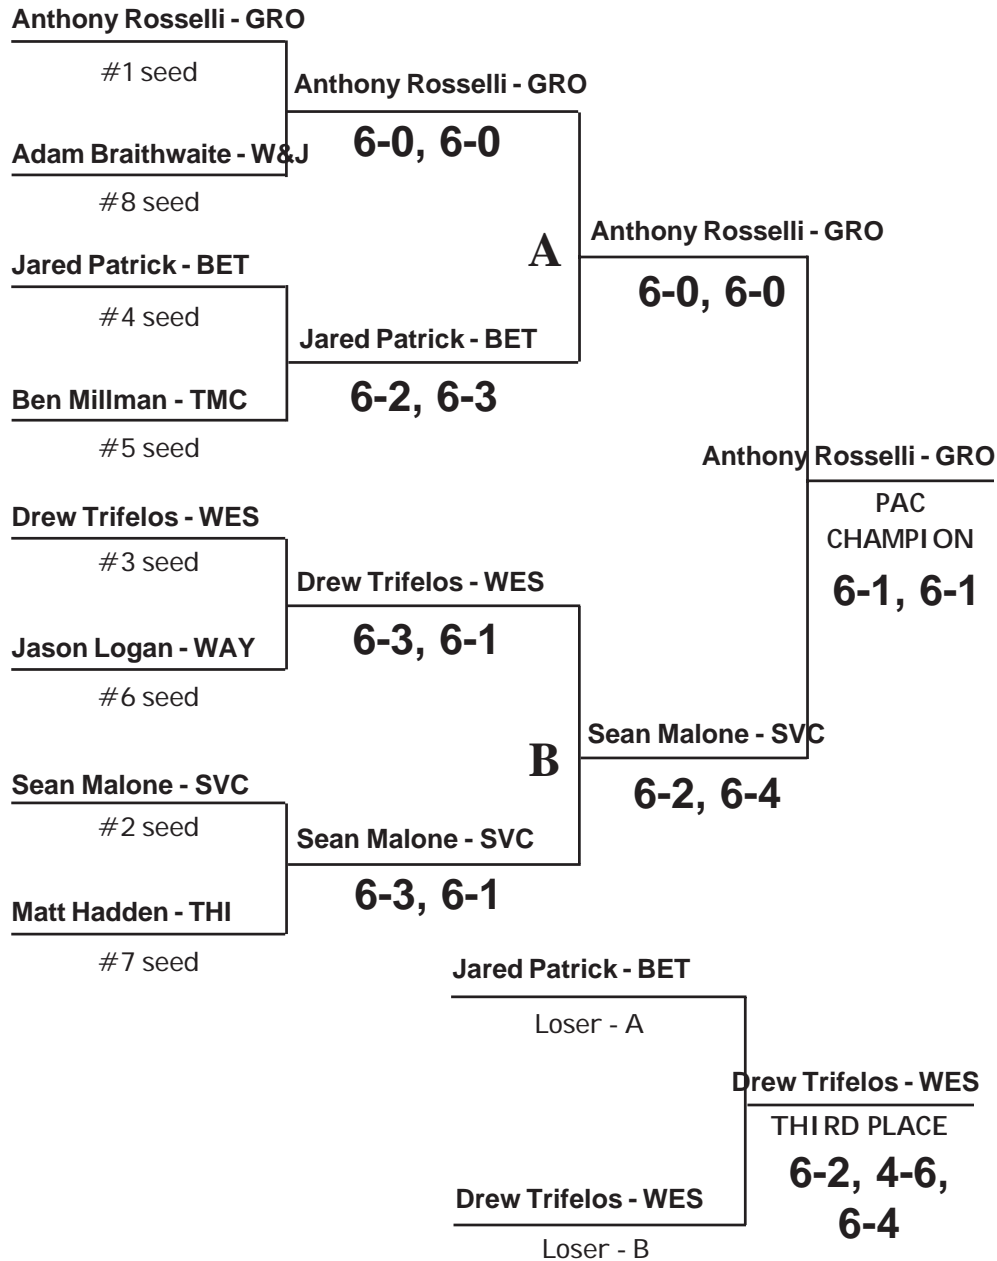 Anthony Rosselli - GRO
#1 seed
Anthony Rosselli - GRO
6-0, 6-0
Adam Braithwaite - W&J
#8 seed
A
Anthony Rosselli - GRO
6-0, 6-0
Jared Patrick - BET
#4 seed
Jared Patrick - BET
6-2, 6-3
Ben Millman - TMC
#5 seed
Anthony Rosselli - GRO
PAC
CHAMPION
6-1, 6-1
Drew Trifelos - WES
#3 seed
Drew Trifelos - WES
6-3, 6-1
Jason Logan - WAY
#6 seed
B
Sean Malone - SVC
6-2, 6-4
Sean Malone - SVC
#2 seed
Sean Malone - SVC
6-3, 6-1
Matt Hadden - THI
#7 seed
Jared Patrick - BET
Loser - A
Drew Trifelos - WES
THIRD PLACE
6-2, 4-6,
6-4
Drew Trifelos - WES
Loser - B